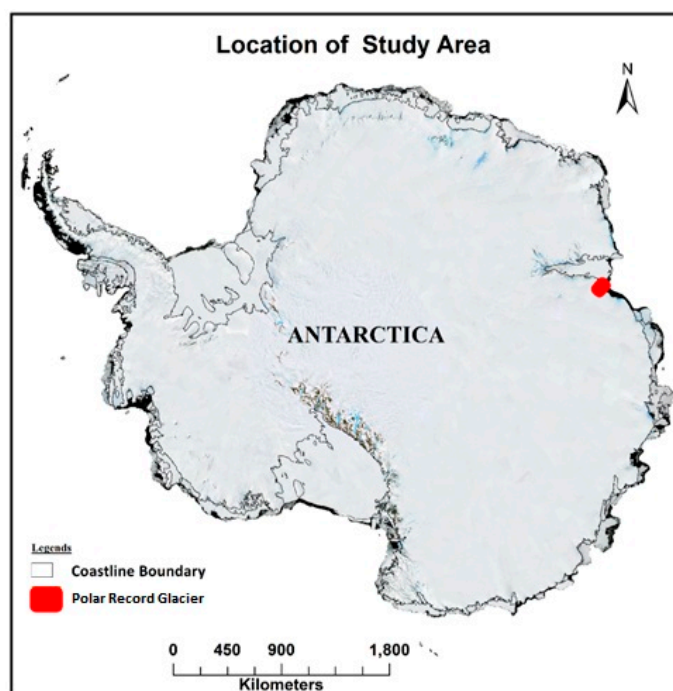 Location of Study Area
N
ANTARCTICA
Legends
Coastline Boundary
Polar Record Glacier
0 450 900 1,800
Kilometers